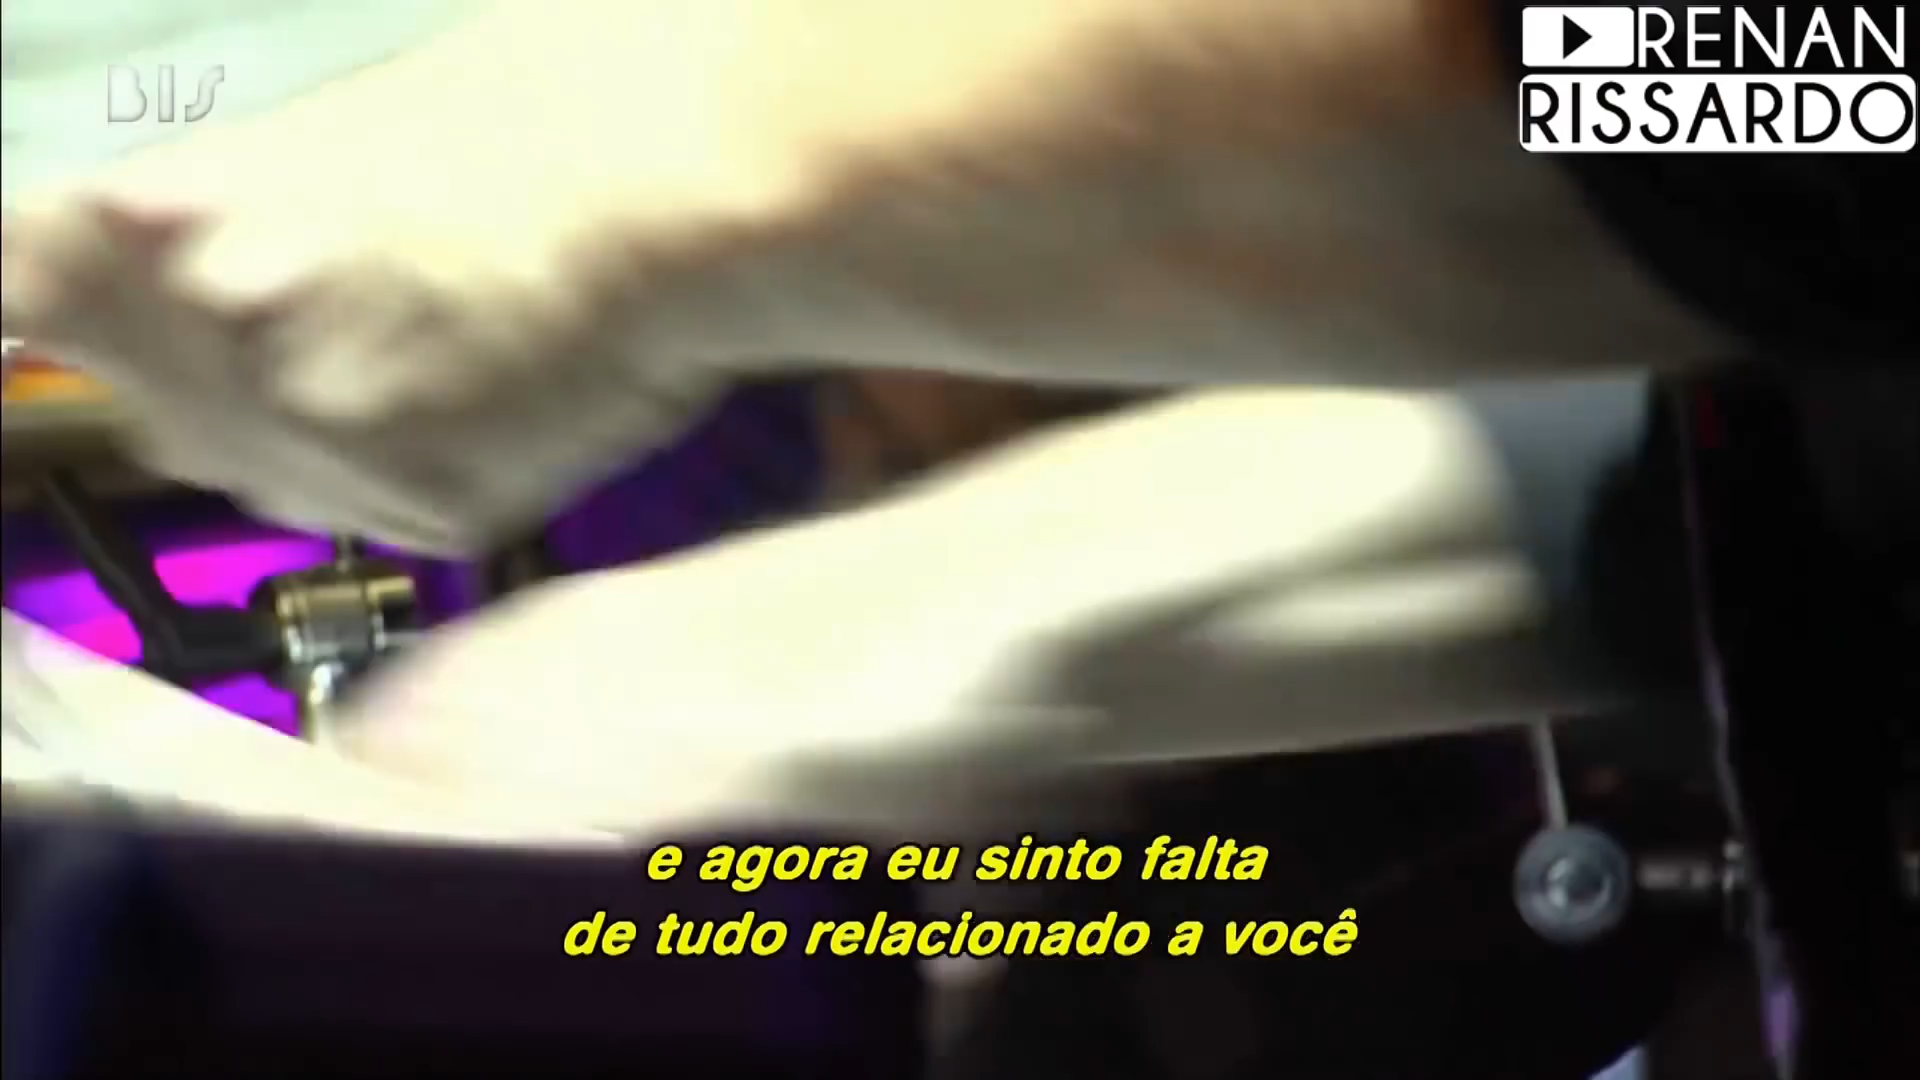 BIS
RENAN
RISSARDO
e agora eu sinto falta
de tudo relacionado a você